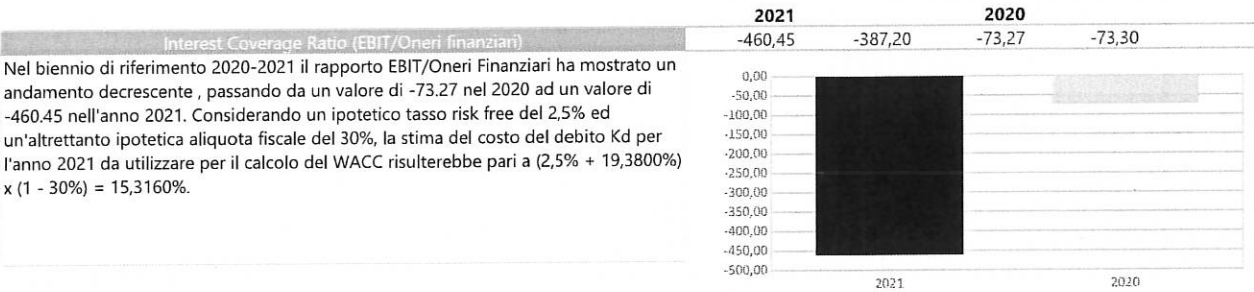 2021 2020
Interest Coverage Ratio (EBIT/Oneri finanziari) -460,45 -387,20 -73,27 -73,30
Nel biennio di riferimento 2020-2021 il rapporto EBIT/Oneri Finanziari ha mostrato un
andamento decrescente , passando da un valore di -73.27 nel 2020 ad un valore di
-460.45 nell'anno 2021. Considerando un ipotetico tasso risk free del 2,5% ed
un'altrettanto ipotetica aliquota fiscale del 30%, la stima del costo del debito Kd per
l'anno 2021 da utilizzare per il calcolo del WACC risulterebbe pari a (2,5% + 19,3800%)
x (1 - 30%) = 15,3160%.
0,00
-50,00
-100,00
-150,00
-200,00
-250,00
-300,00
-350,00
-400,00
-450,00
-500,00
2021 2020